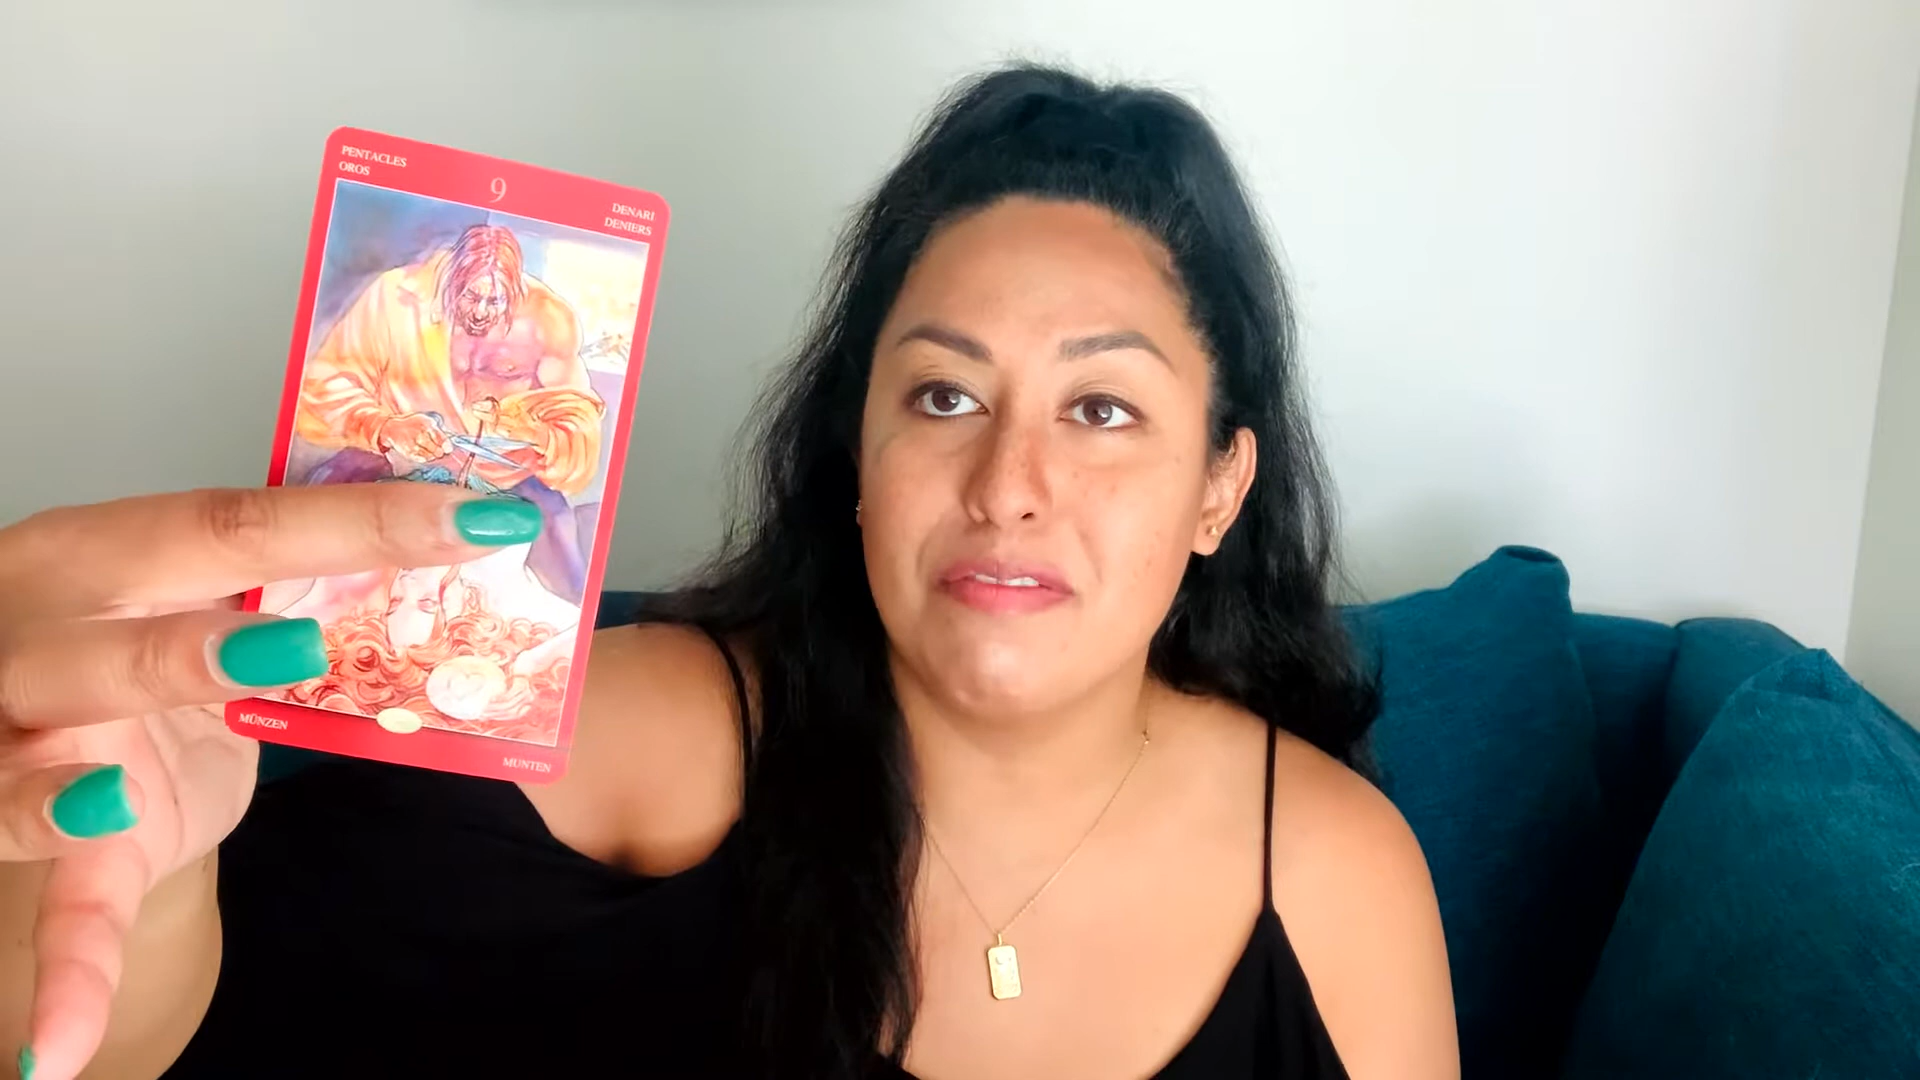 PENTACLES
OROS
9
DENARI
DENIERS
MÜNZEN
MUNTEN